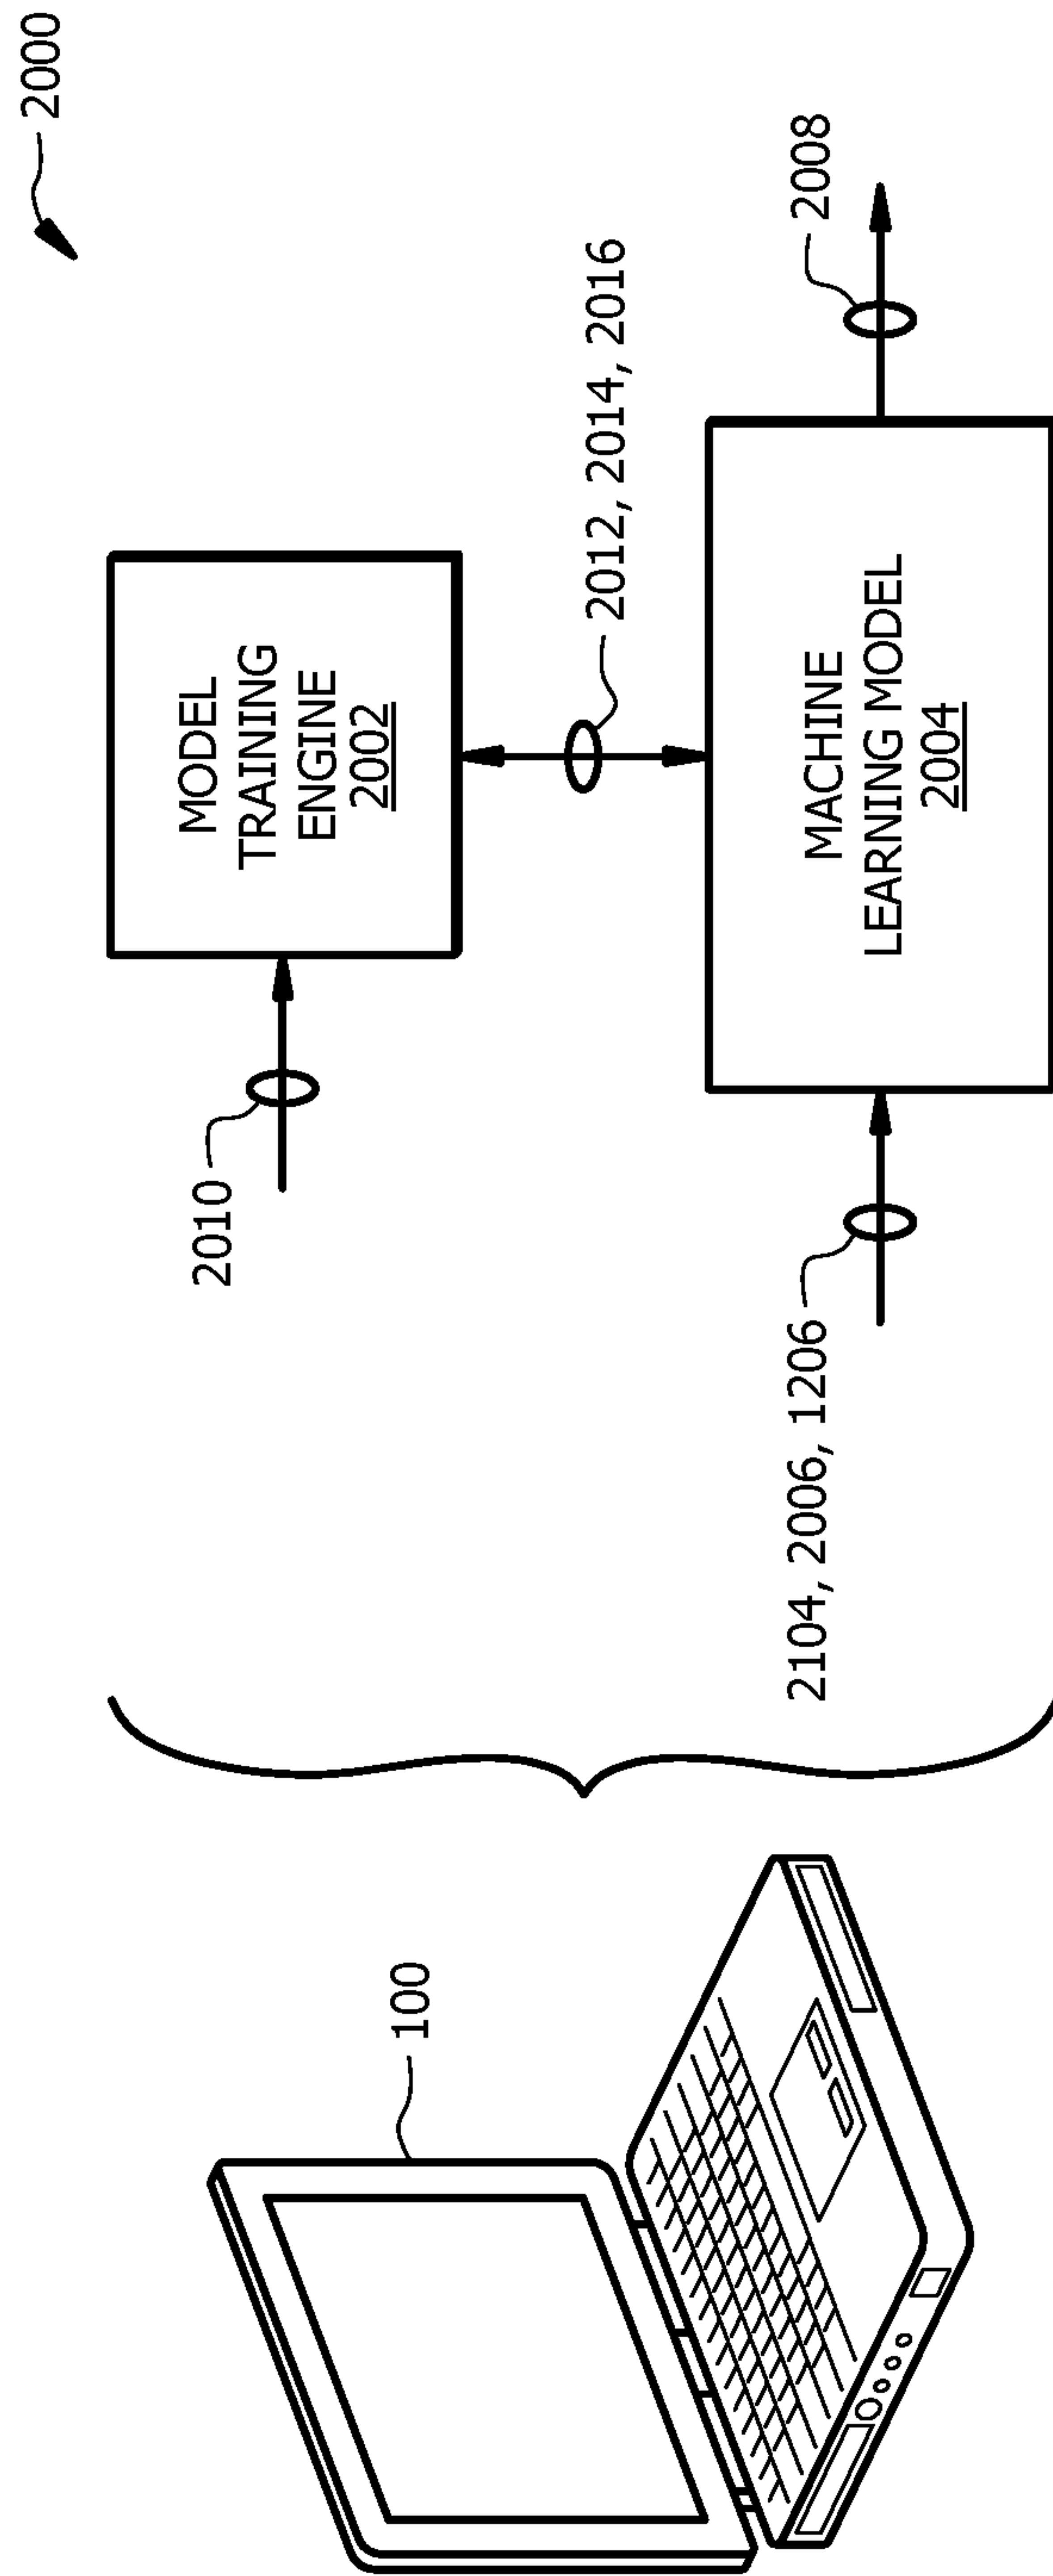 2000
100
2010
MODEL
TRAINING
ENGINE
2002
2012, 2014, 2016
2104, 2006, 1206
MACHINE
LEARNING MODEL
2004
2008